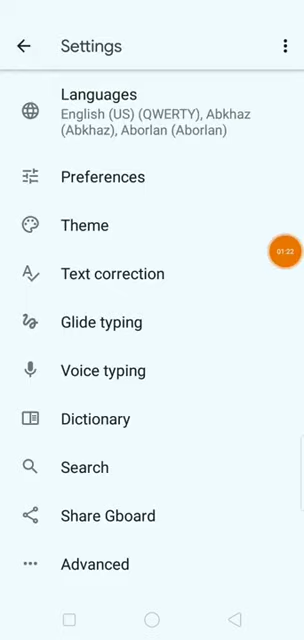 Settings
Languages
English (US) (QWERTY), Abkhaz
(Abkhaz), Aborlan (Aborlan)
Preferences
Theme
01:22
Text correction
Glide typing
Voice typing
Dictionary
Search
Share Gboard
Advanced